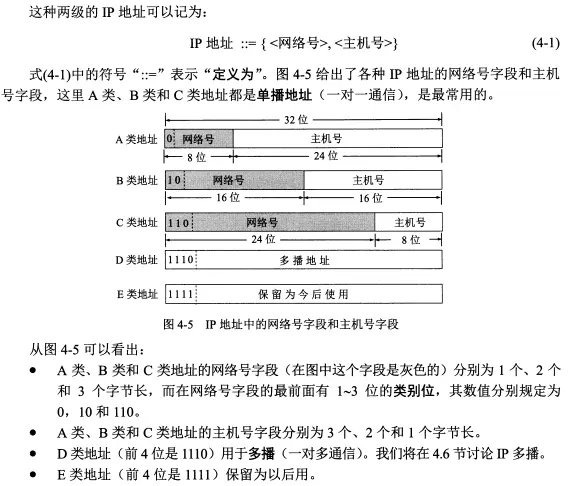 这种两级的 IP 地址可以记为：
IP 地址 ::= { <网络号>, <主机号>} (4-1)
式(4-1)中的符号“::=”表示“定义为”。图 4-5 给出了各种 IP 地址的网络号字段和主机
号字段，这里 A 类、B 类和 C 类地址都是单播地址（一对一通信），是最常用的。
32 位
A 类地址 0 网络号 主机号
8 位 24 位
B 类地址 10 网络号 主机号
16 位 16 位
C 类地址 110 网络号 主机号
24 位 8 位
D 类地址 1110 多播地址
E 类地址 1111 保留为今后使用
图 4-5 IP 地址中的网络号字段和主机号字段
从图 4-5 可以看出：
● A 类、B 类和 C 类地址的网络号字段（在图中这个字段是灰色的）分别为 1 个、2 个
和 3 个字节长，而在网络号字段的最前面有 1~3 位的类别位，其数值分别规定为
0，10 和 110。
● A 类、B 类和 C 类地址的主机号字段分别为 3 个、2 个和 1 个字节长。
● D 类地址（前 4 位是 1110）用于多播（一对多通信）。我们将在 4.6 节讨论 IP 多播。
● E 类地址（前 4 位是 1111）保留为以后用。